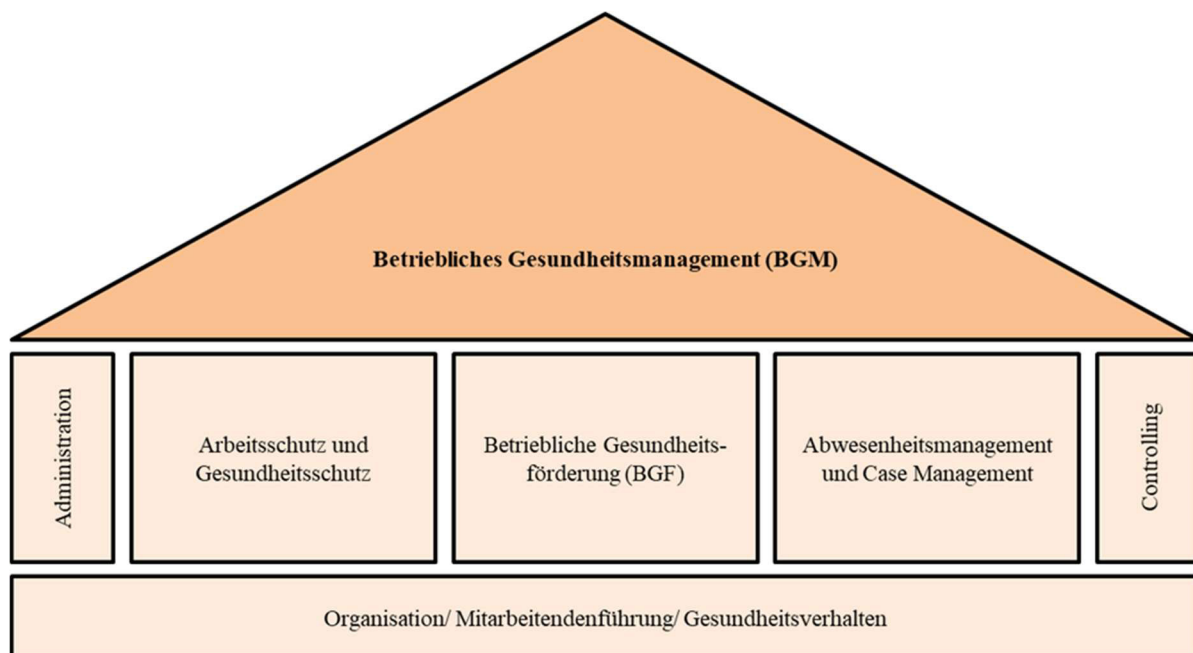 Betriebliches Gesundheitsmanagement (BGM)
Administration
Arbeitsschutz und
Gesundheitsschutz
Betriebliche Gesundheits-
förderung (BGF)
Abwesenheitsmanagement
und Case Management
Controlling
Organisation/ Mitarbeitendenführung/ Gesundheitsverhalten